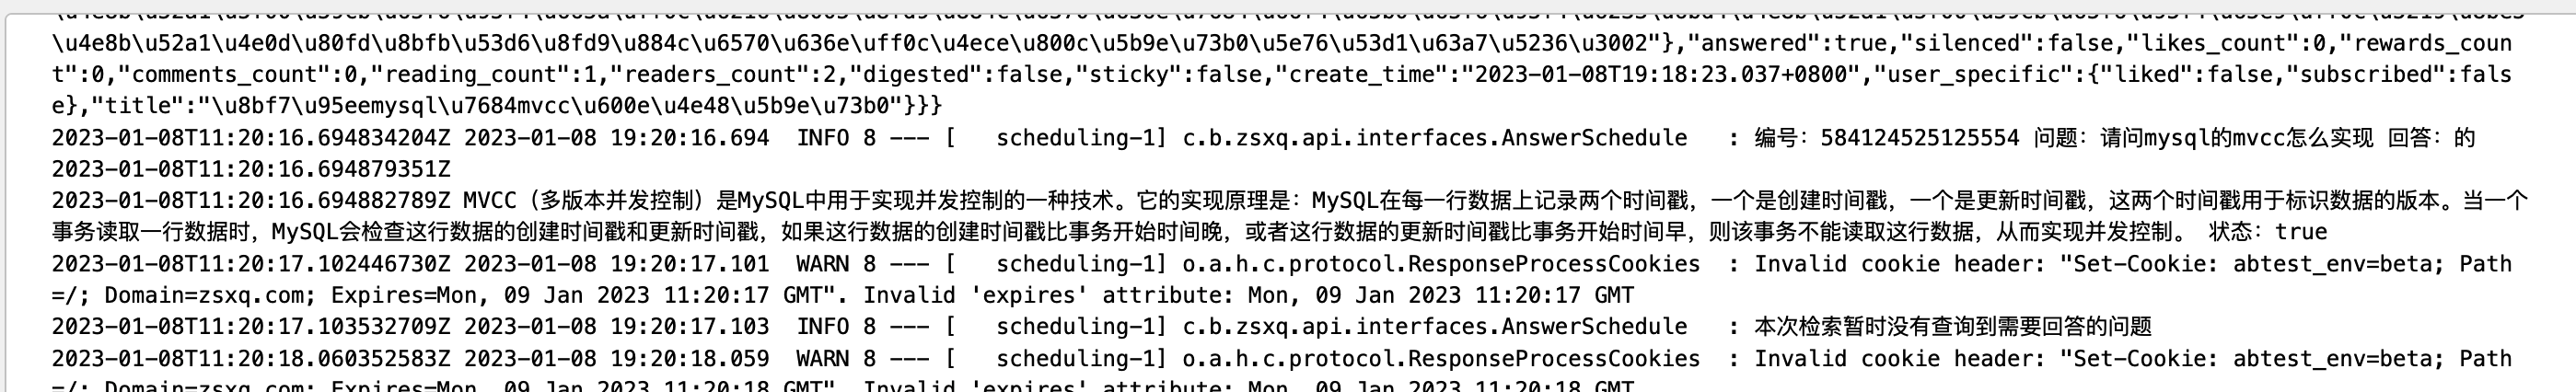 \u4e8b\u52a1\u4e0d\u80fd\u8bfb\u53d6\u8fd9\u884c\u6570\u636e\uff0c\u4ece\u800c\u5b9e\u73b0\u5e76\u53d1\u63a7\u5236\u3002"},"answered":true,"silenced":false,"likes_count":0,"rewards_coun
t":0,"comments_count":0,"reading_count":1,"readers_count":2,"digested":false,"sticky":false,"create_time":"2023-01-08T19:18:23.037+0800","user_specific":{"liked":false,"subscribed":fals
e},"title":"\u8bf7\u95eemysql\u7684mvcc\u600e\u4e48\u5b9e\u73b0"}}}
2023-01-08T11:20:16.694834204Z 2023-01-08 19:20:16.694  INFO 8 --- [   scheduling-1] c.b.zsxq.api.interfaces.AnswerSchedule   : 编号：584124525125554 问题：请问mysql的mvcc怎么实现 回答：的
2023-01-08T11:20:16.694879351Z
2023-01-08T11:20:16.694882789Z MVCC（多版本并发控制）是MySQL中用于实现并发控制的一种技术。它的实现原理是：MySQL在每一行数据上记录两个时间戳，一个是创建时间戳，一个是更新时间戳，这两个时间戳用于标识数据的版本。当一个
事务读取一行数据时，MySQL会检查这行数据的创建时间戳和更新时间戳，如果这行数据的创建时间戳比事务开始时间晚，或者这行数据的更新时间戳比事务开始时间早，则该事务不能读取这行数据，从而实现并发控制。 状态：true
2023-01-08T11:20:17.102446730Z 2023-01-08 19:20:17.101  WARN 8 --- [   scheduling-1] o.a.h.c.protocol.ResponseProcessCookies  : Invalid cookie header: "Set-Cookie: abtest_env=beta; Path
=/; Domain=zsxq.com; Expires=Mon, 09 Jan 2023 11:20:17 GMT". Invalid 'expires' attribute: Mon, 09 Jan 2023 11:20:17 GMT
2023-01-08T11:20:17.103532709Z 2023-01-08 19:20:17.103  INFO 8 --- [   scheduling-1] c.b.zsxq.api.interfaces.AnswerSchedule   : 本次检索暂时没有查询到需要回答的问题
2023-01-08T11:20:18.060352583Z 2023-01-08 19:20:18.059  WARN 8 --- [   scheduling-1] o.a.h.c.protocol.ResponseProcessCookies  : Invalid cookie header: "Set-Cookie: abtest_env=beta; Path
=/; Domain=zsxq.com; Expires=Mon, 09 Jan 2023 11:20:18 GMT". Invalid 'expires' attribute: Mon, 09 Jan 2023 11:20:18 GMT